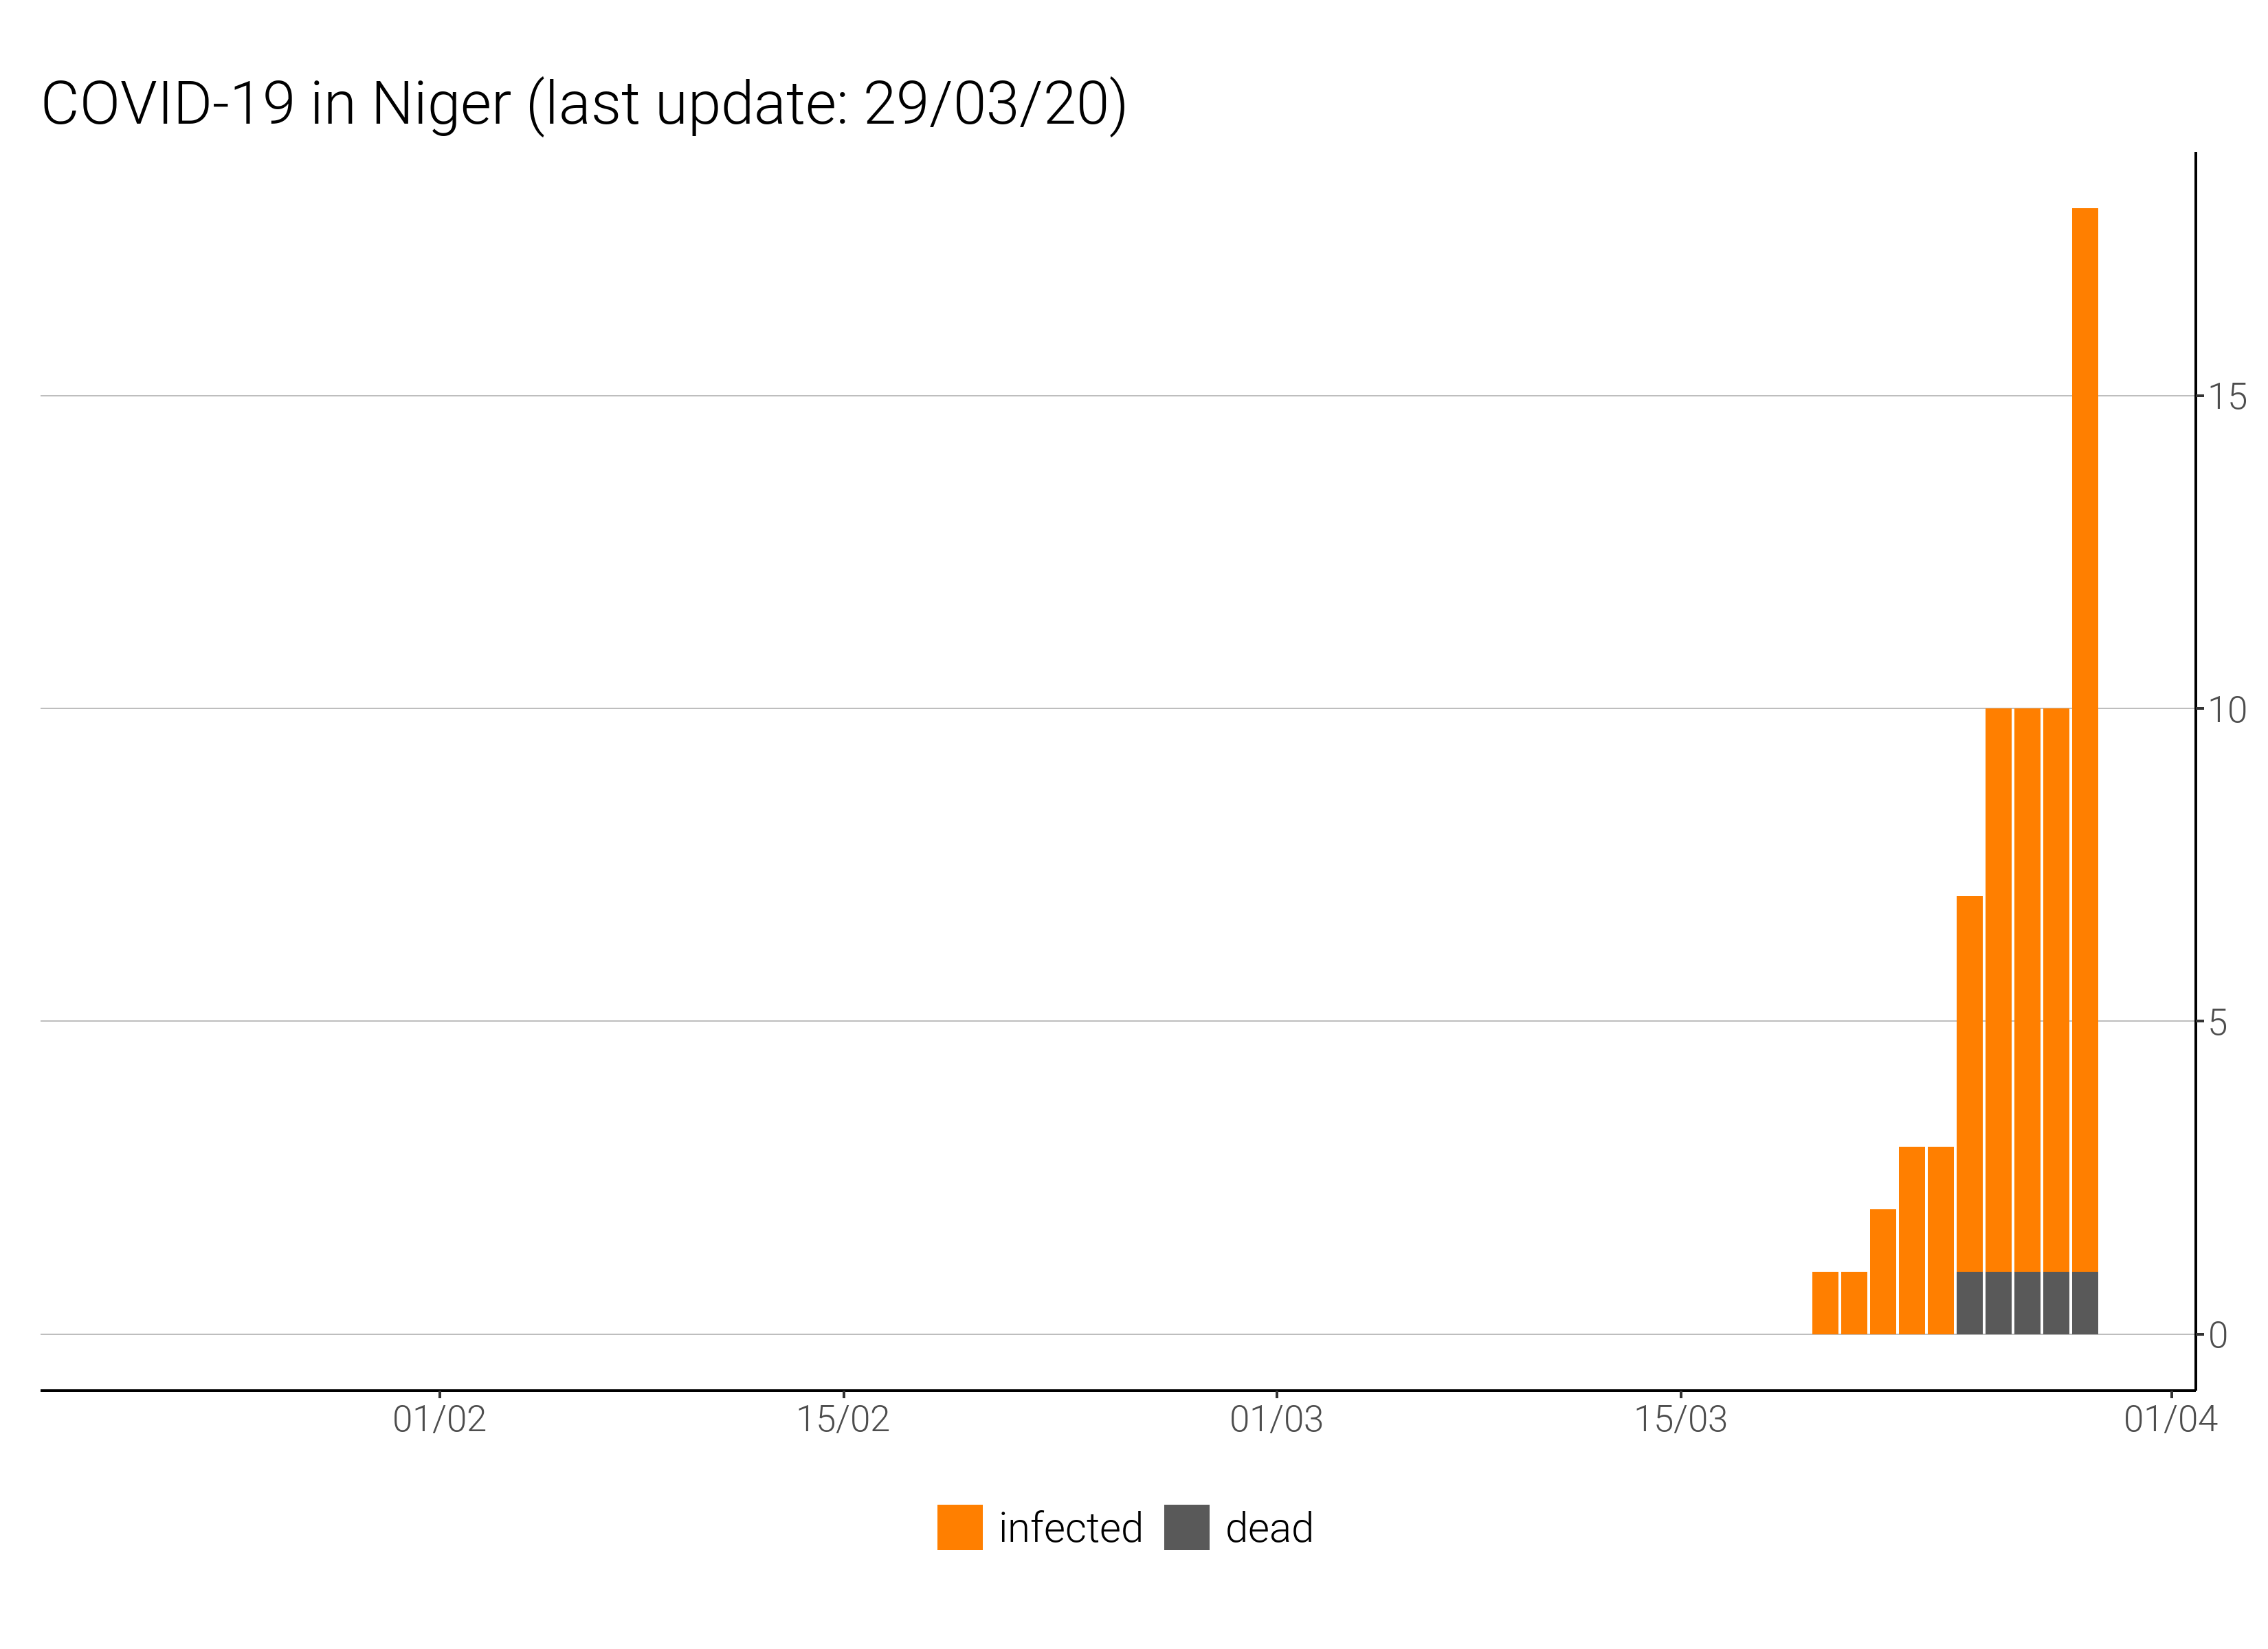 COVID-19 in Niger (last update: 29/03/20)
15
10
5
0
01/02 15/02 01/03 15/03 01/04
infected dead